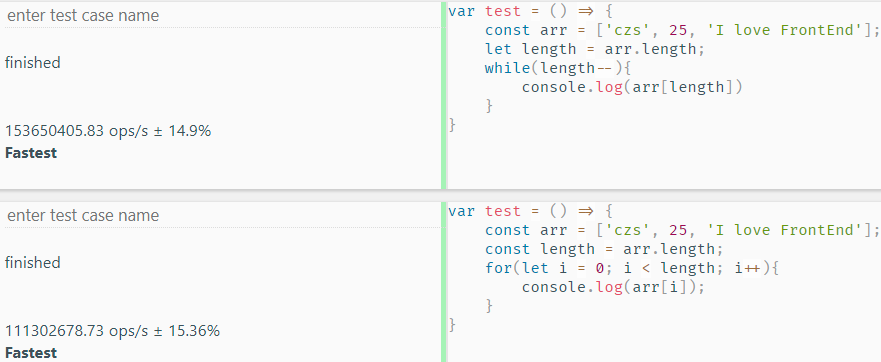 enter test case name
finished
153650405.83 ops/s ± 14.9%
Fastest
var test = () => {
    const arr = ['czs', 25, 'I love FrontEnd'];
    let length = arr.length;
    while(length--){
        console.log(arr[length])
    }
}
enter test case name
finished
111302678.73 ops/s ± 15.36%
Fastest
var test = () => {
    const arr = ['czs', 25, 'I love FrontEnd'];
    const length = arr.length;
    for(let i = 0; i < length; i++){
        console.log(arr[i]);
    }
}